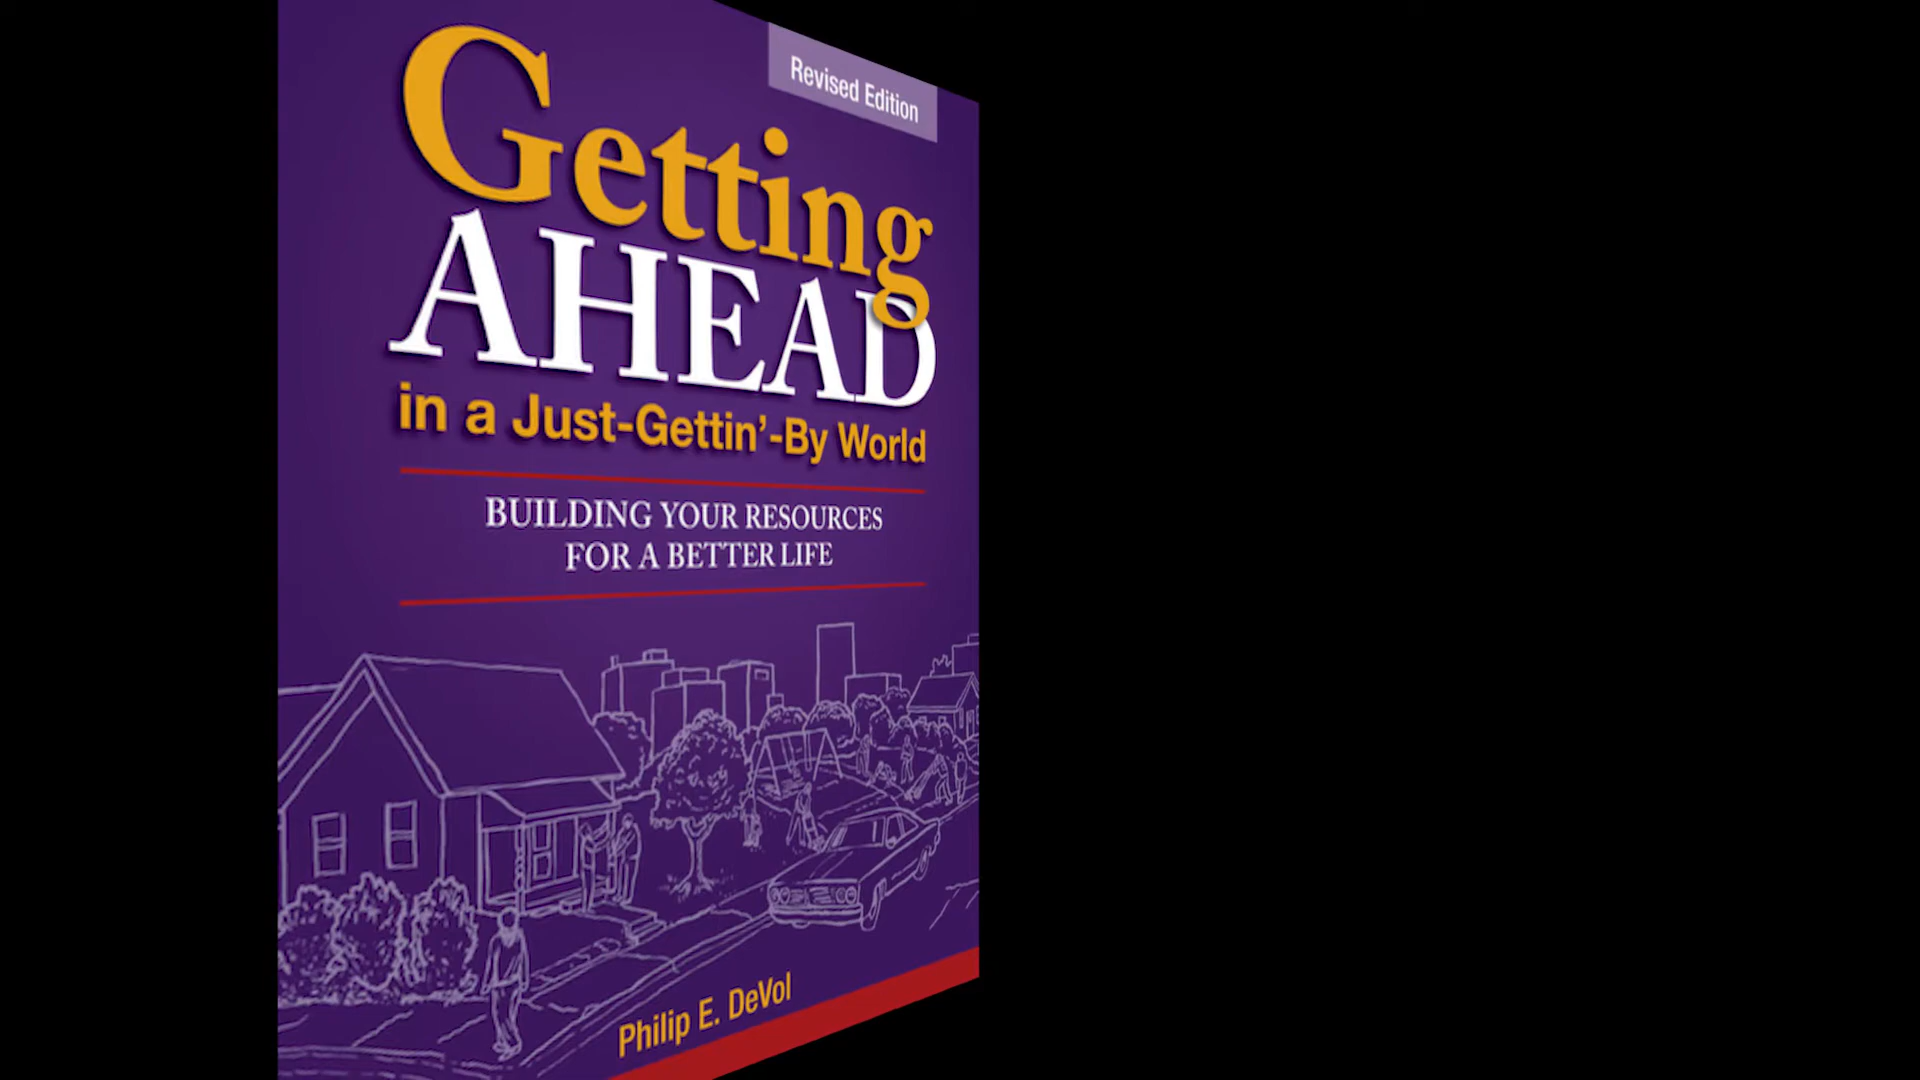 Revised Edition
Getting
AHEAD
in a Just-Gettin’-By World
BUILDING YOUR RESOURCES
FOR A BETTER LIFE
Philip E. DeVol